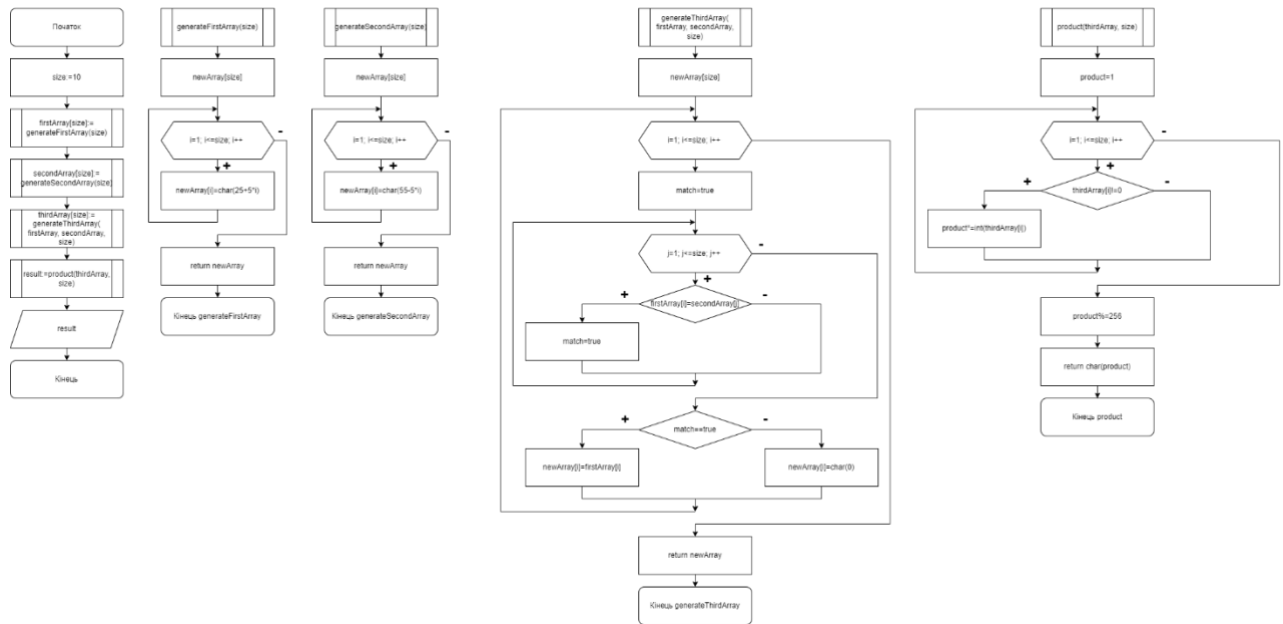 Початок
size:=10
firstArray[size]:=
generateFirstArray(size)
secondArray[size]:=
generateSecondArray(size)
thirdArray[size]:=
generateThirdArray(
firstArray, secondArray,
size)
result:=product(thirdArray,
size)
result
Кінець
generateFirstArray(size)
newArray[size]
i=1; i<=size; i++
-
+
newArray[i]=char(25+5*i)
return newArray
Кінець generateFirstArray
generateSecondArray(size)
newArray[size]
i=1; i<=size; i++
-
+
newArray[i]=char(55-5*i)
return newArray
Кінець generateSecondArray
generateThirdArray(
firstArray, secondArray,
size)
newArray[size]
i=1; i<=size; i++
-
+
match=true
j=1; j<=size; j++
-
+
firstArray[i]=secondArray[j]
+
-
match=true
match==true
+
-
newArray[i]=firstArray[i]
newArray[i]=char(0)
return newArray
Кінець generateThirdArray
product(thirdArray, size)
product=1
i=1; i<=size; i++
-
+
thirdArray[i]!=0
+
-
product*=int(thirdArray[i])
product%=256
return char(product)
Кінець product